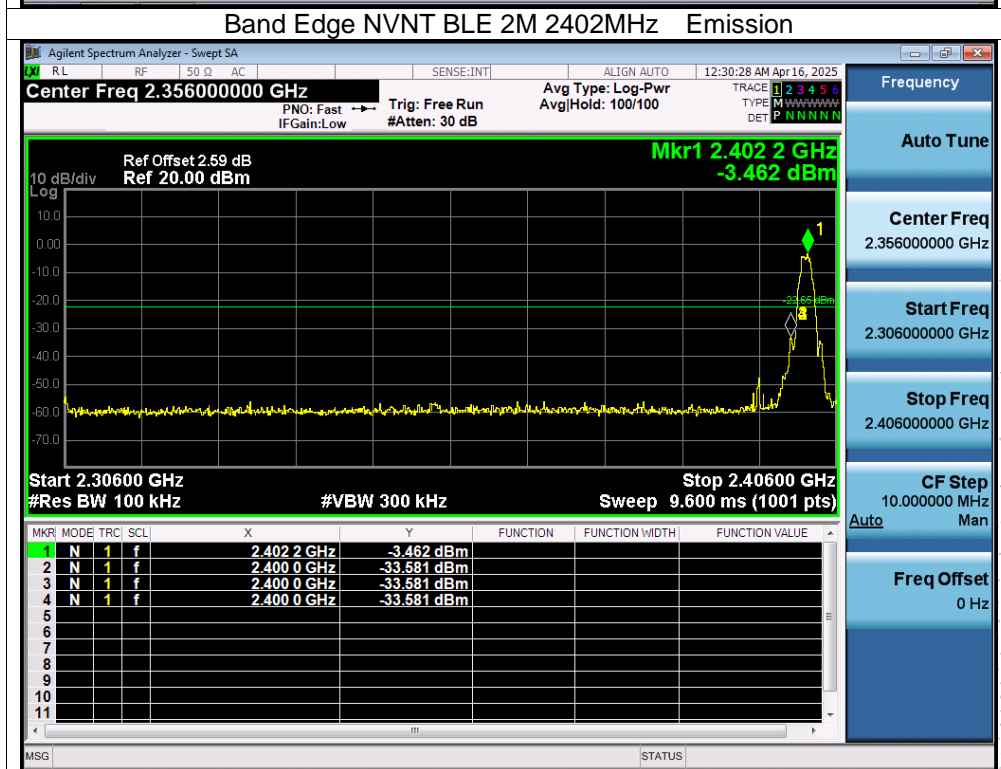 Band Edge NVNT BLE 2M 2402MHz Emission
Agilent Spectrum Analyzer - Swept SA
LXI RL RF 50 Ω AC SENSE:INT ALIGN AUTO 12:30:28 AM Apr 16, 2025
Center Freq 2.356000000 GHz
PNO: Fast
IFGain:Low
Trig: Free Run
#Atten: 30 dB
Avg Type: Log-Pwr
Avg|Hold: 100/100
TRACE 1 2 3 4 5 6
TYPE M WWWWW
DET P N N N N N
Mkr1 2.402 2 GHz
-3.462 dBm
Ref Offset 2.59 dB
10 dB/div Ref 20.00 dBm
Log
10.0
0.00
-10.0
-20.0
-30.0
-40.0
-50.0
-60.0
-70.0
1
-22.65 dBm
Start 2.30600 GHz Stop 2.40600 GHz
#Res BW 100 kHz #VBW 300 kHz Sweep 9.600 ms (1001 pts)
MKR MODE TRC SCL X Y FUNCTION FUNCTION WIDTH FUNCTION VALUE
1 N 1 f 2.402 2 GHz -3.462 dBm
2 N 1 f 2.400 0 GHz -33.581 dBm
3 N 1 f 2.400 0 GHz -33.581 dBm
4 N 1 f 2.400 0 GHz -33.581 dBm
5
6
7
8
9
10
11
MSG STATUS
Frequency
Auto Tune
Center Freq
2.356000000 GHz
Start Freq
2.306000000 GHz
Stop Freq
2.406000000 GHz
CF Step
10.000000 MHz
Auto Man
Freq Offset
0 Hz